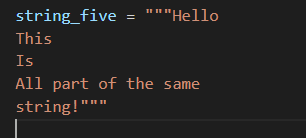 string_five = """Hello
This
Is
All part of the same
string!"""